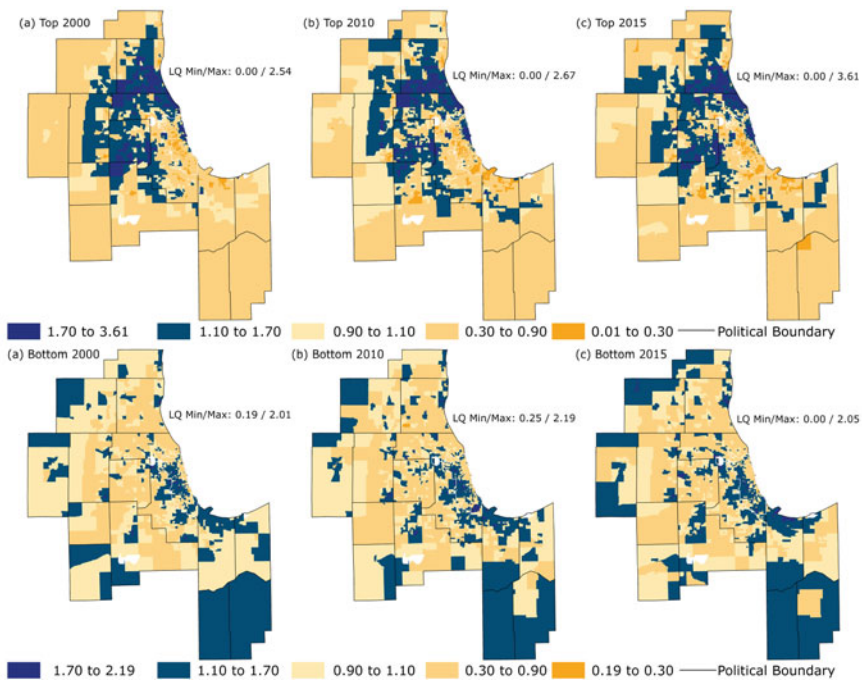 (a) Top 2000
LQ Min/Max: 0.00 / 2.54
(b) Top 2010
LQ Min/Max: 0.00 / 2.67
(c) Top 2015
LQ Min/Max: 0.00 / 3.61
1.70 to 3.61 1.10 to 1.70 0.90 to 1.10 0.30 to 0.90 0.01 to 0.30 Political Boundary
(a) Bottom 2000
LQ Min/Max: 0.19 / 2.01
(b) Bottom 2010
LQ Min/Max: 0.25 / 2.19
(c) Bottom 2015
LQ Min/Max: 0.00 / 2.05
1.70 to 2.19 1.10 to 1.70 0.90 to 1.10 0.30 to 0.90 0.19 to 0.30 Political Boundary